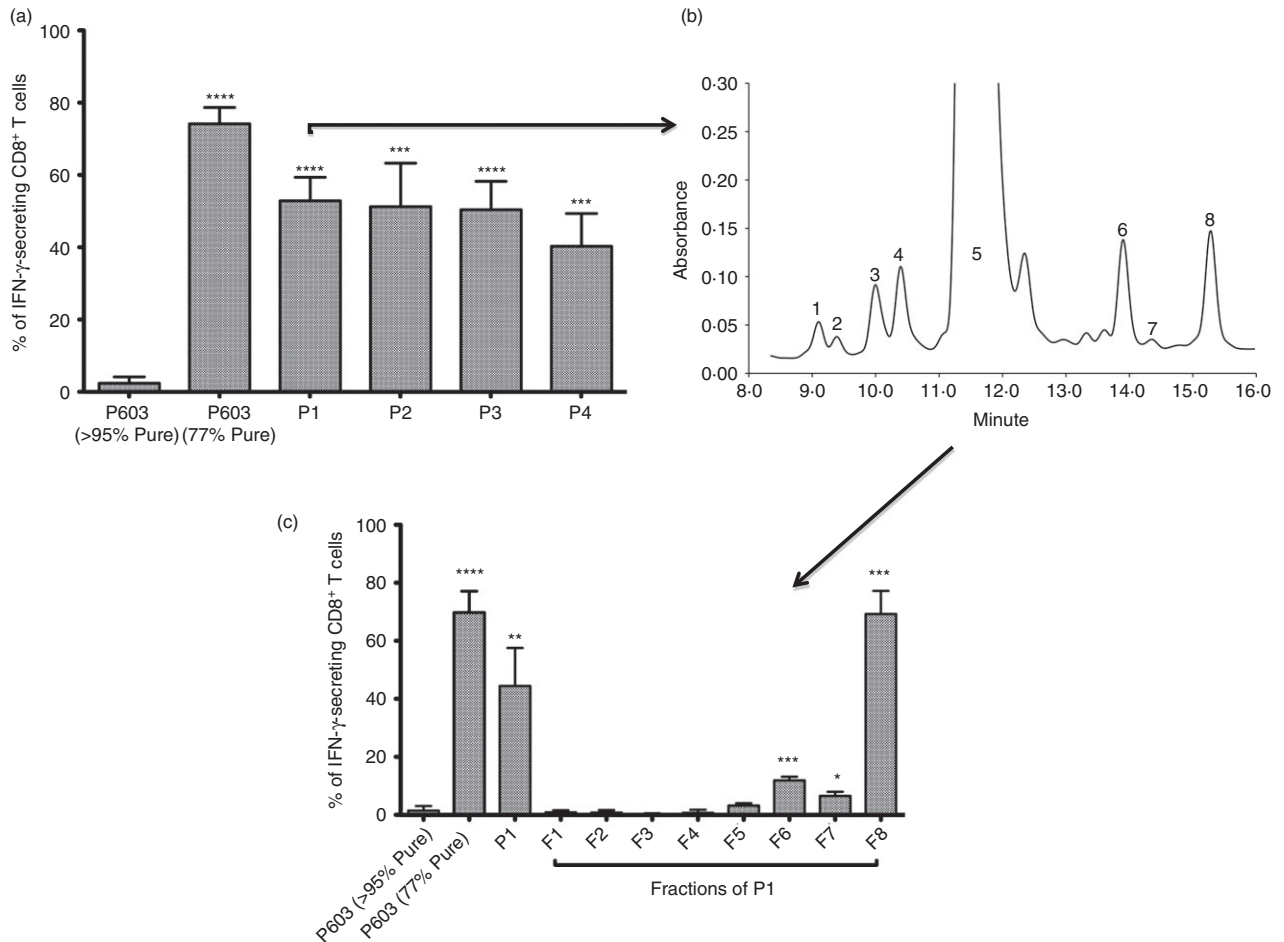 (a)
% of IFN-γ-secreting CD8⁺ T cells
100
80
60
40
20
0
****
****
***
****
***
P603 (>95% Pure)
P603 (77% Pure)
P1
P2
P3
P4
(b)
Absorbance
0·30
0·25
0·20
0·15
0·10
0·05
0·00
1
2
3
4
5
6
7
8
8·0 9·0 10·0 11·0 12·0 13·0 14·0 15·0 16·0
Minute
(c)
% of IFN-γ-secreting CD8⁺ T cells
100
80
60
40
20
0
****
**
***
*
***
P603 (>95% Pure)
P603 (77% Pure)
P1
F1
F2
F3
F4
F5
F6
F7
F8
Fractions of P1